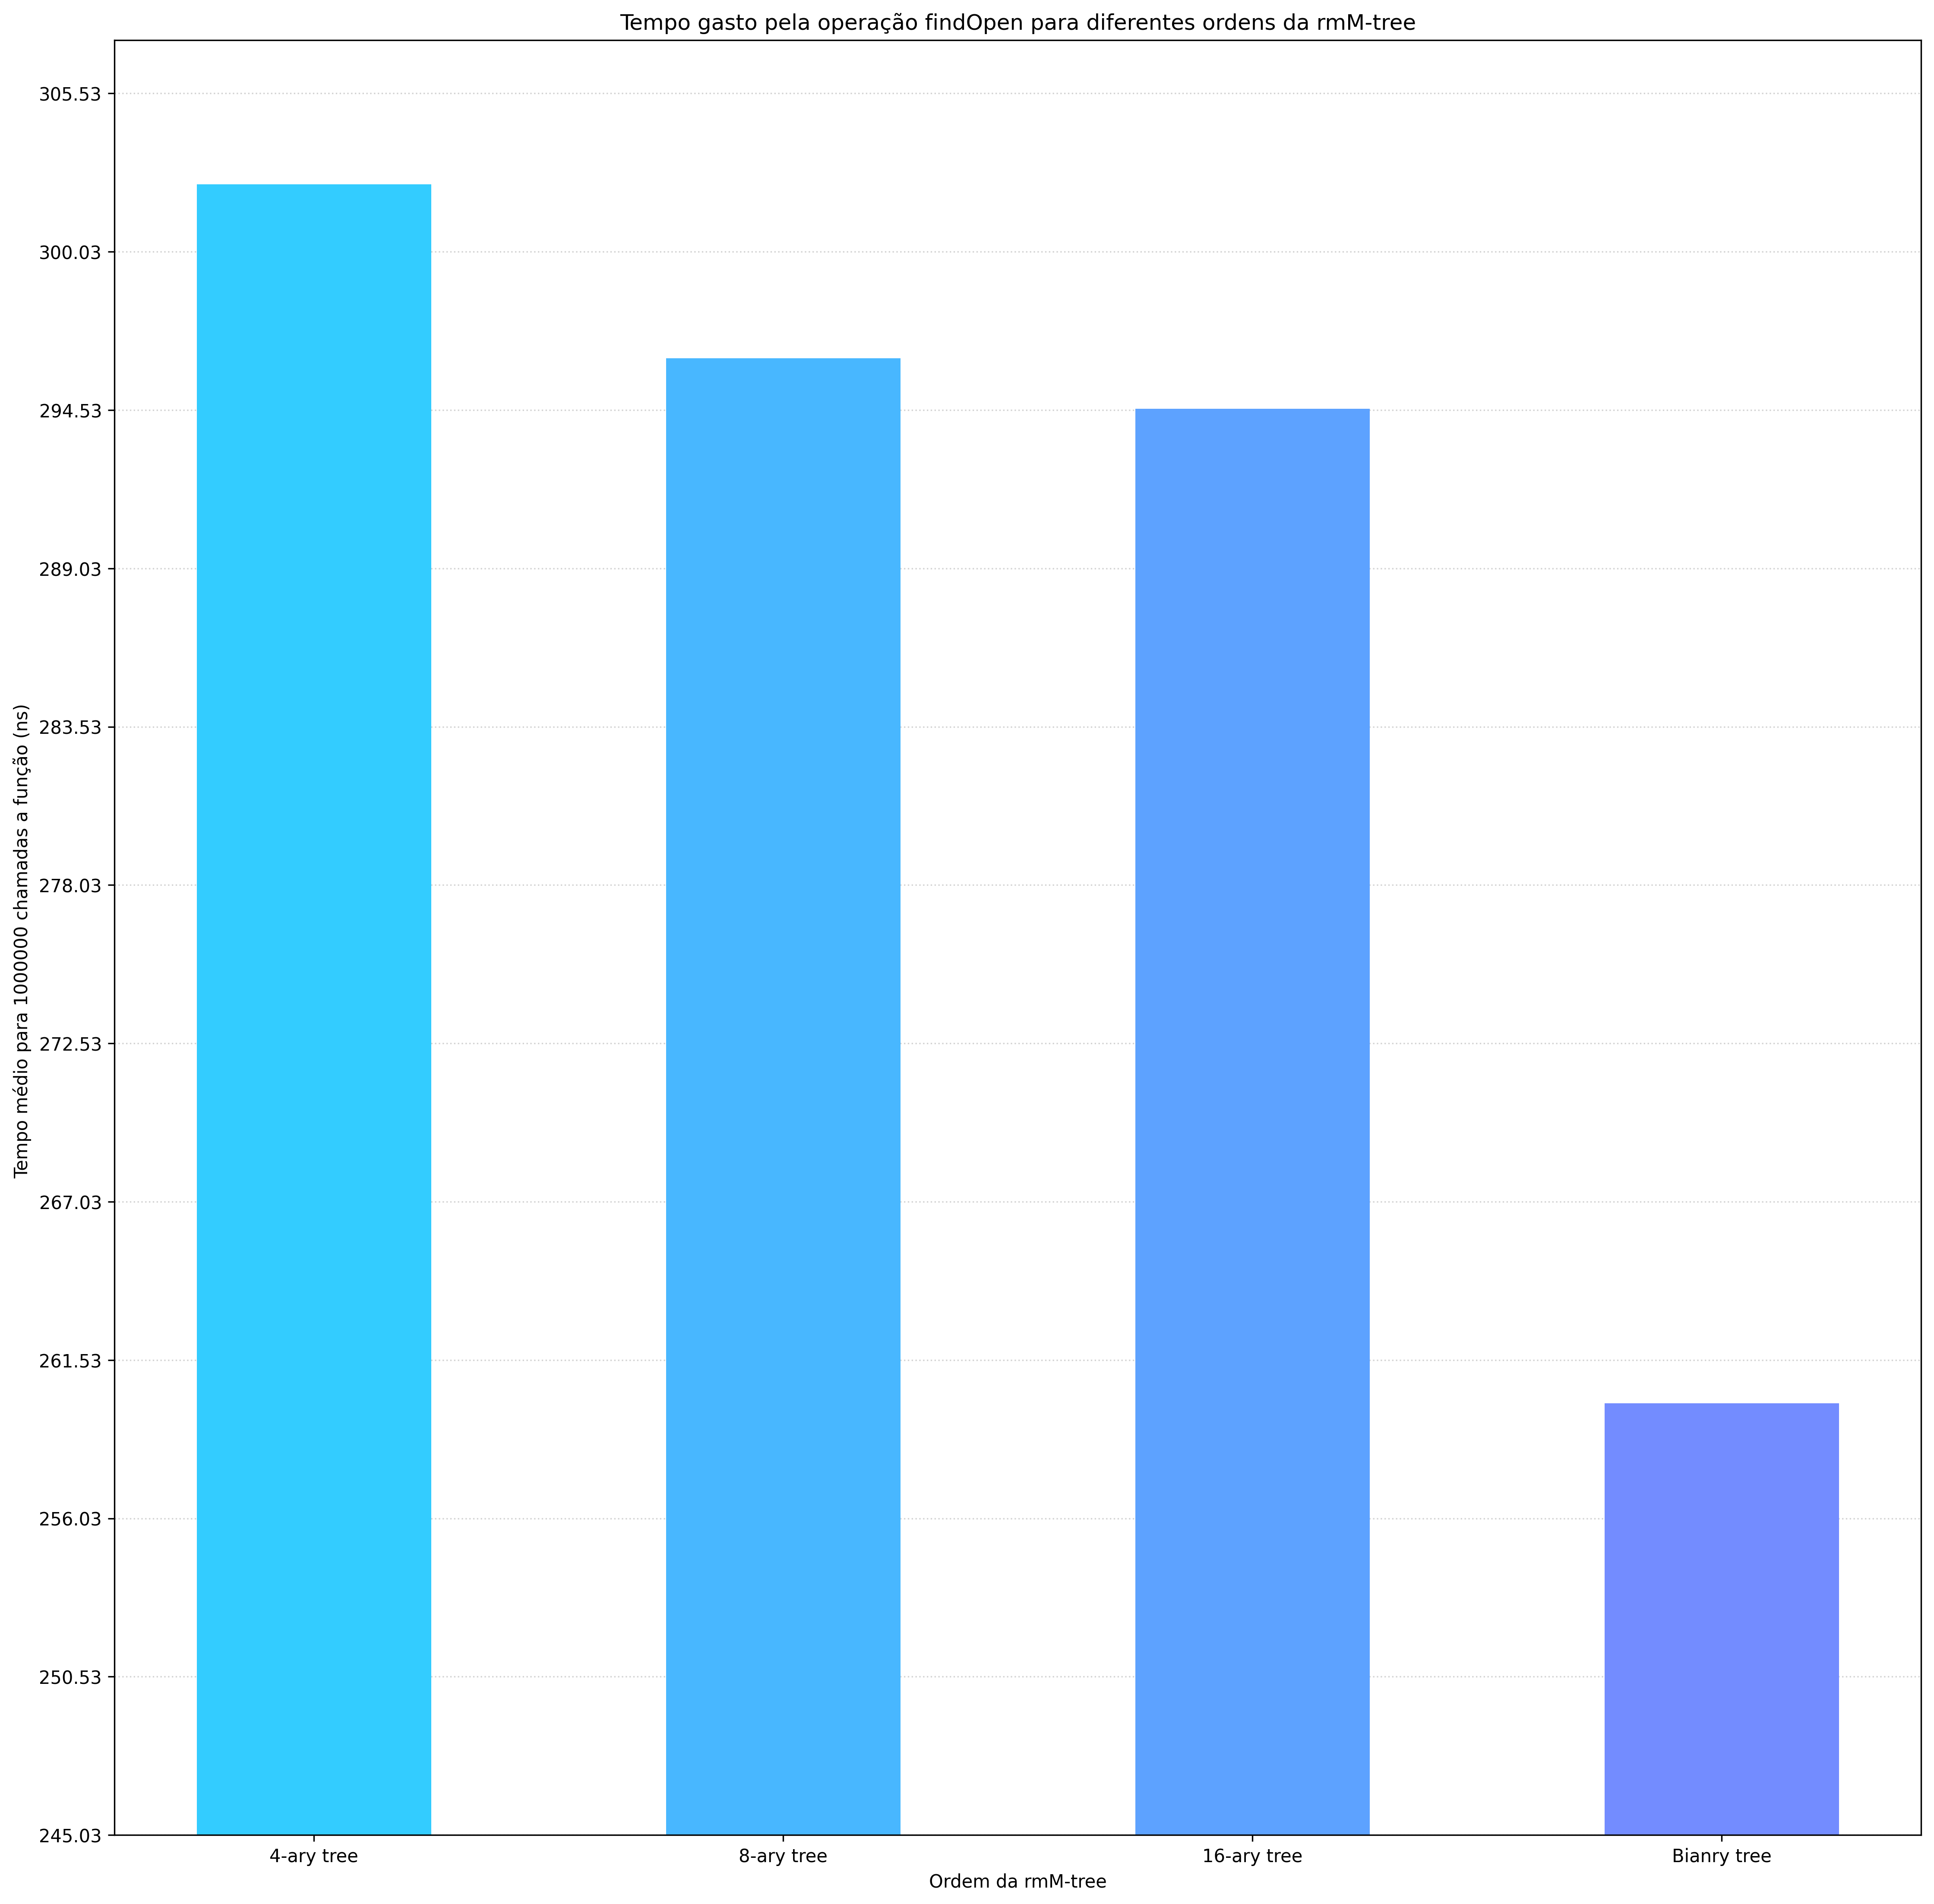 Tempo gasto pela operação findOpen para diferentes ordens da rmM-tree
305.53
300.03
294.53
289.03
283.53
278.03
272.53
267.03
261.53
256.03
250.53
245.03
Tempo médio para 1000000 chamadas a função (ns)
4-ary tree
8-ary tree
16-ary tree
Bianry tree
Ordem da rmM-tree